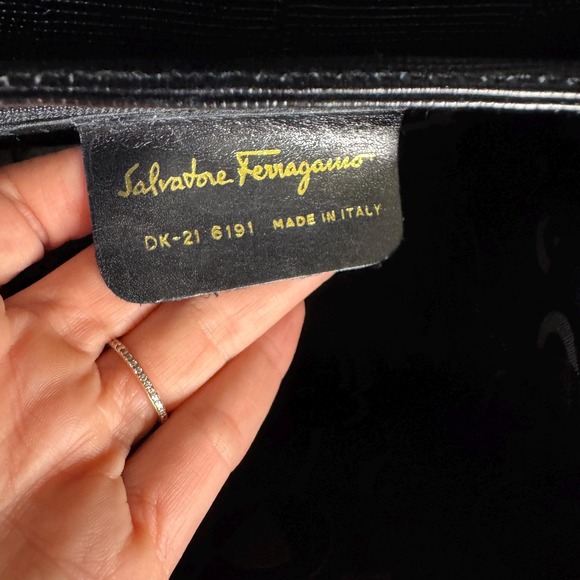 Salvatore Ferragamo
DK-21 6191 MADE IN ITALY